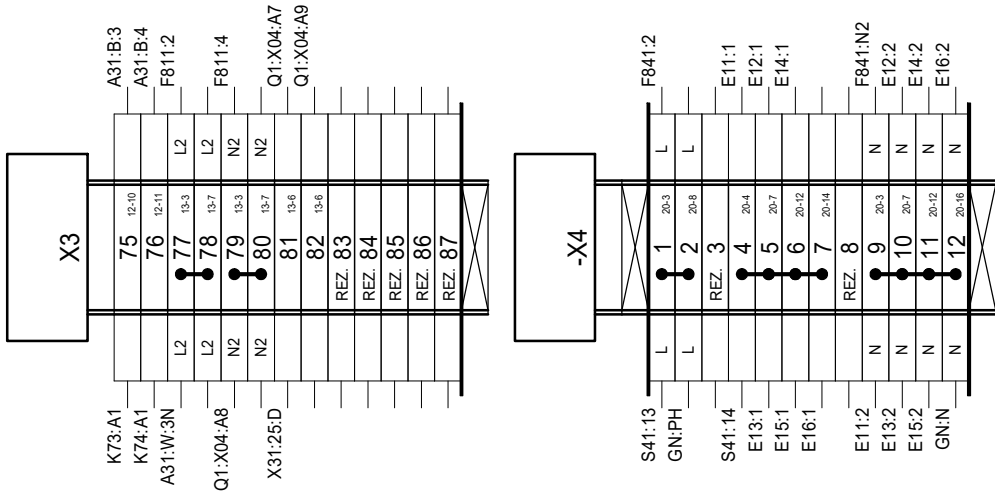 X3
A31:B:3
A31:B:4
F811:2
F811:4
Q1:X04:A7
Q1:X04:A9
L2
L2
N2
N2
75 12-10
76 12-11
77 13-3
78 13-7
79 13-3
80 13-7
81 13-6
82 13-6
REZ. 83
REZ. 84
REZ. 85
REZ. 86
REZ. 87
L2
L2
N2
N2
K73:A1
K74:A1
A31:W:3N
Q1:X04:A8
X31:25:D
-X4
F841:2
E11:1
E12:1
E14:1
F841:N2
E12:2
E14:2
E16:2
L
L
N
N
N
N
1 20-3
2 20-8
REZ. 3
4 20-4
5 20-7
6 20-12
7 20-14
REZ. 8
9 20-3
10 20-7
11 20-12
12 20-16
L
L
N
N
N
N
S41:13
GN:PH
S41:14
E13:1
E15:1
E16:1
E11:2
E13:2
E15:2
GN:N